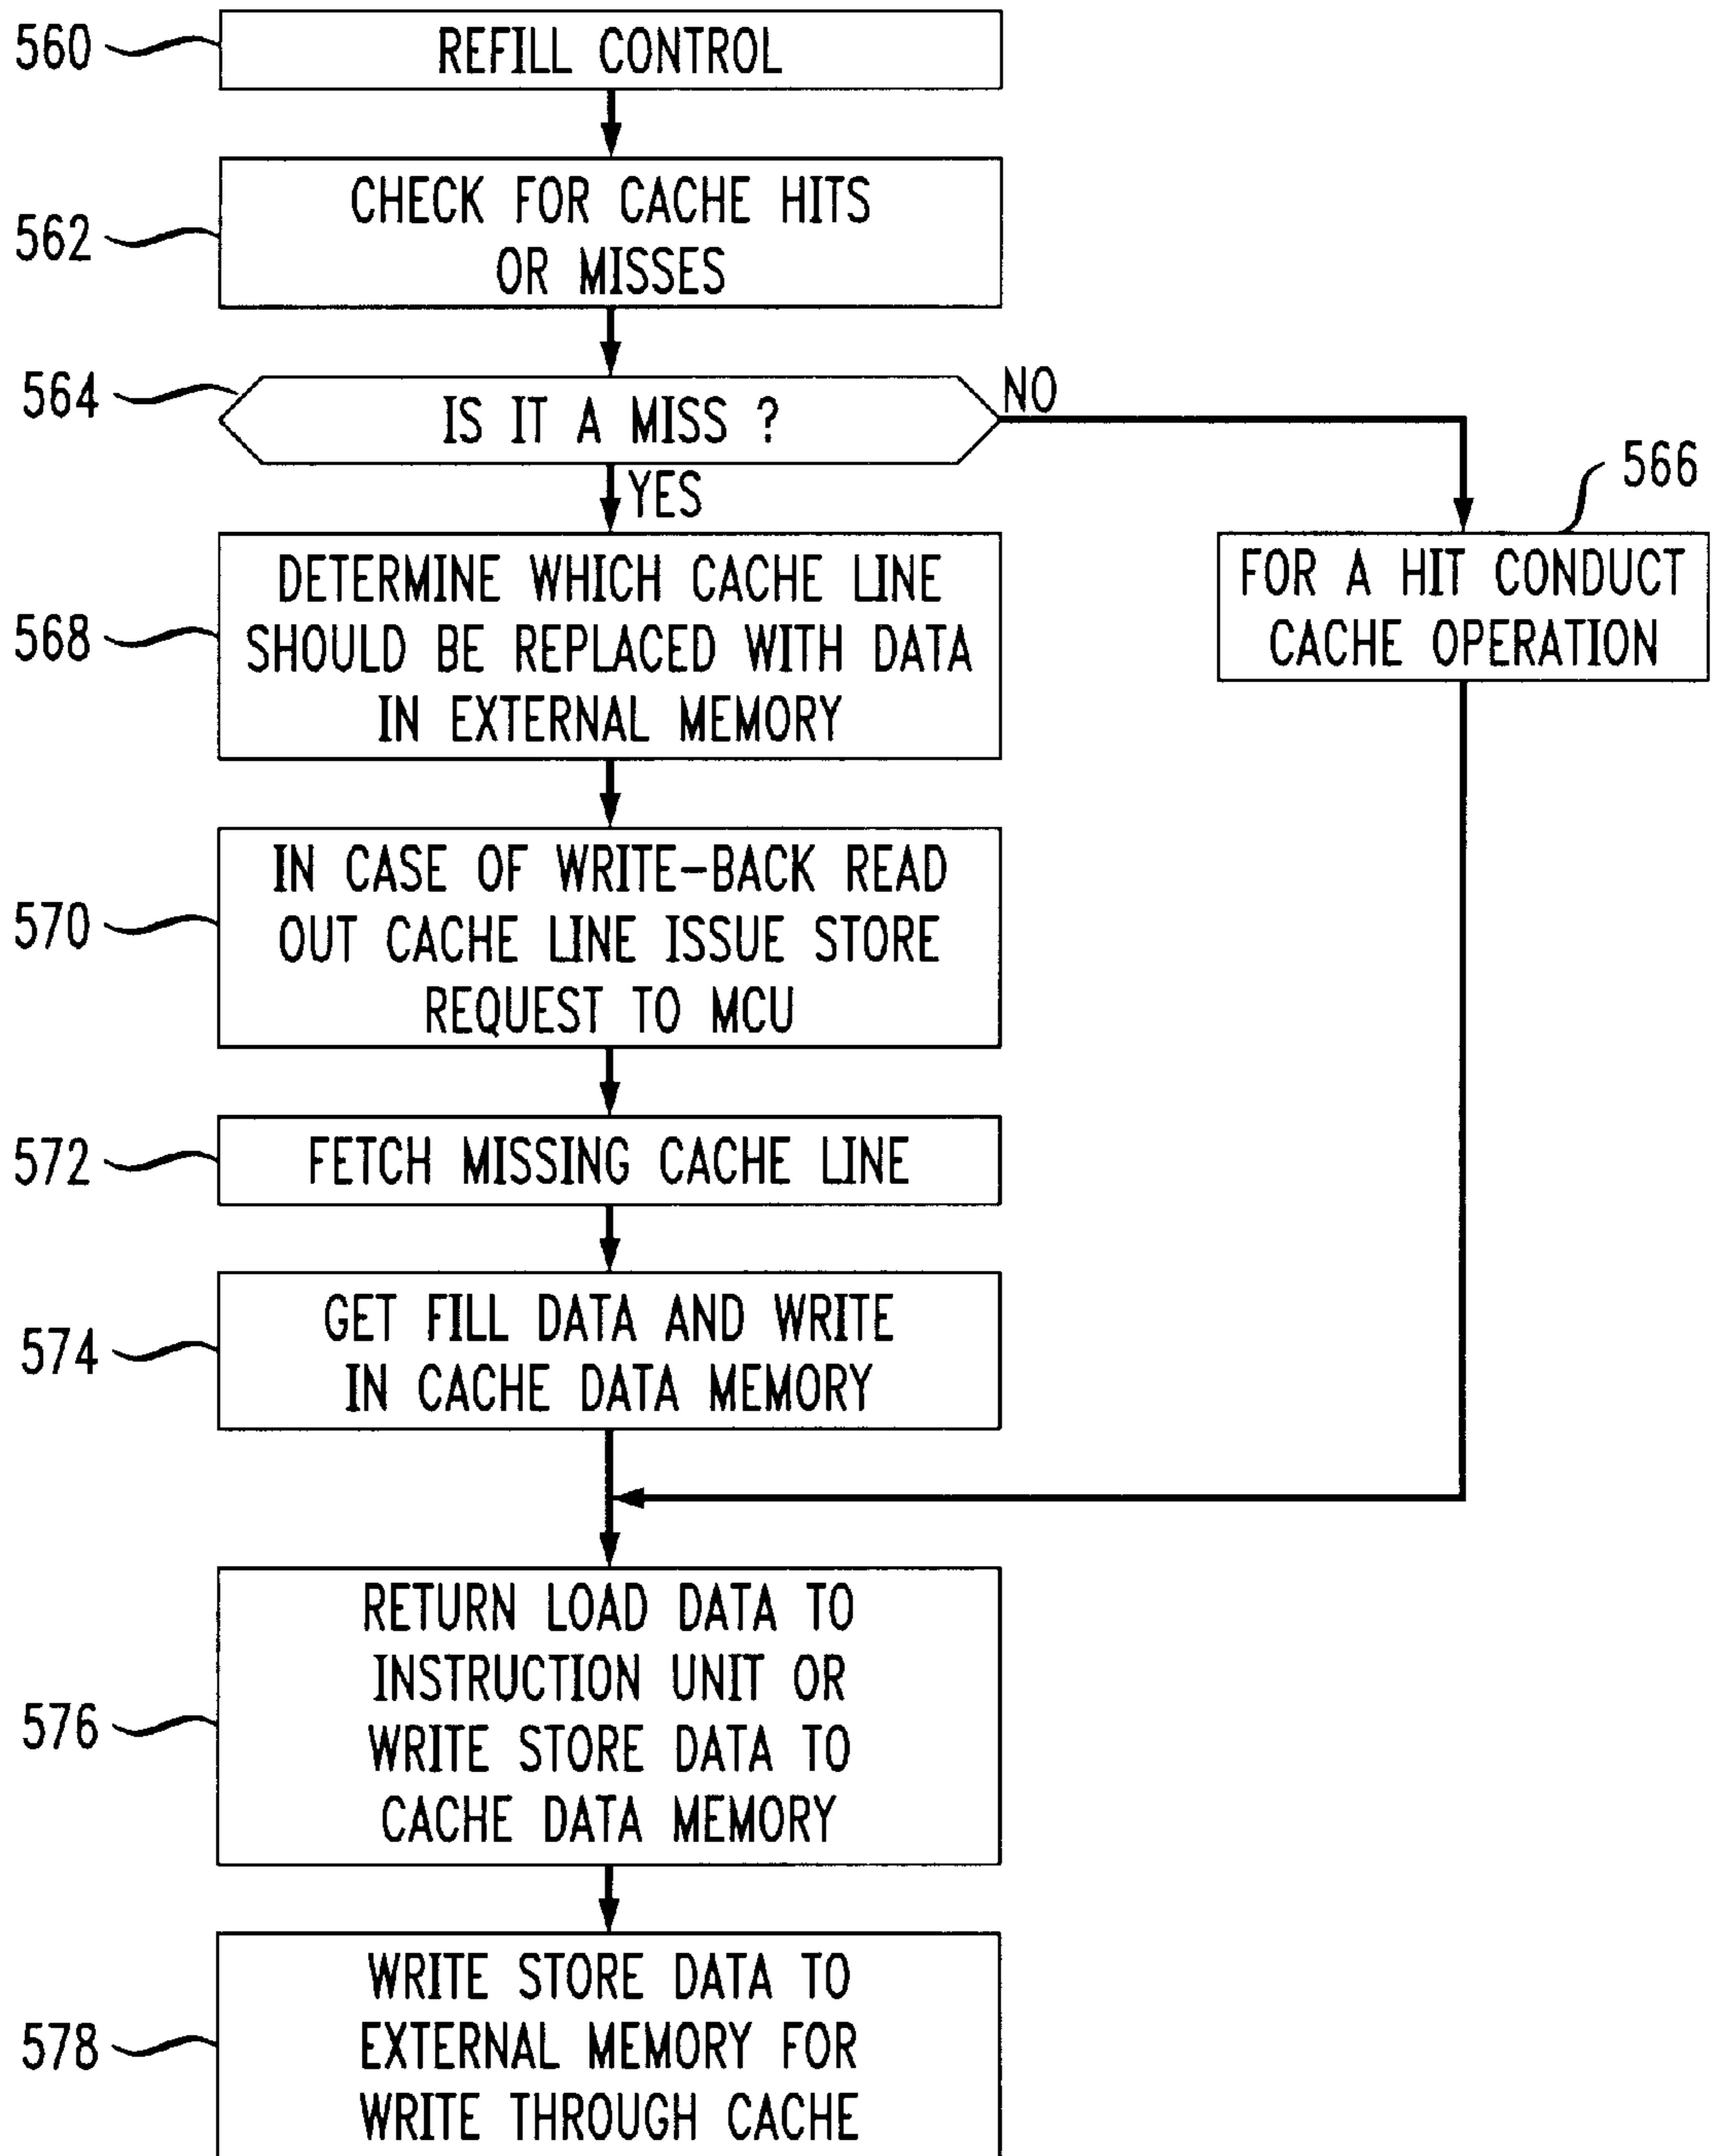 560
REFILL CONTROL
562
CHECK FOR CACHE HITS
OR MISSES
564
IS IT A MISS ?
NO
YES
566
FOR A HIT CONDUCT
CACHE OPERATION
568
DETERMINE WHICH CACHE LINE
SHOULD BE REPLACED WITH DATA
IN EXTERNAL MEMORY
570
IN CASE OF WRITE-BACK READ
OUT CACHE LINE ISSUE STORE
REQUEST TO MCU
572
FETCH MISSING CACHE LINE
574
GET FILL DATA AND WRITE
IN CACHE DATA MEMORY
576
RETURN LOAD DATA TO
INSTRUCTION UNIT OR
WRITE STORE DATA TO
CACHE DATA MEMORY
578
WRITE STORE DATA TO
EXTERNAL MEMORY FOR
WRITE THROUGH CACHE